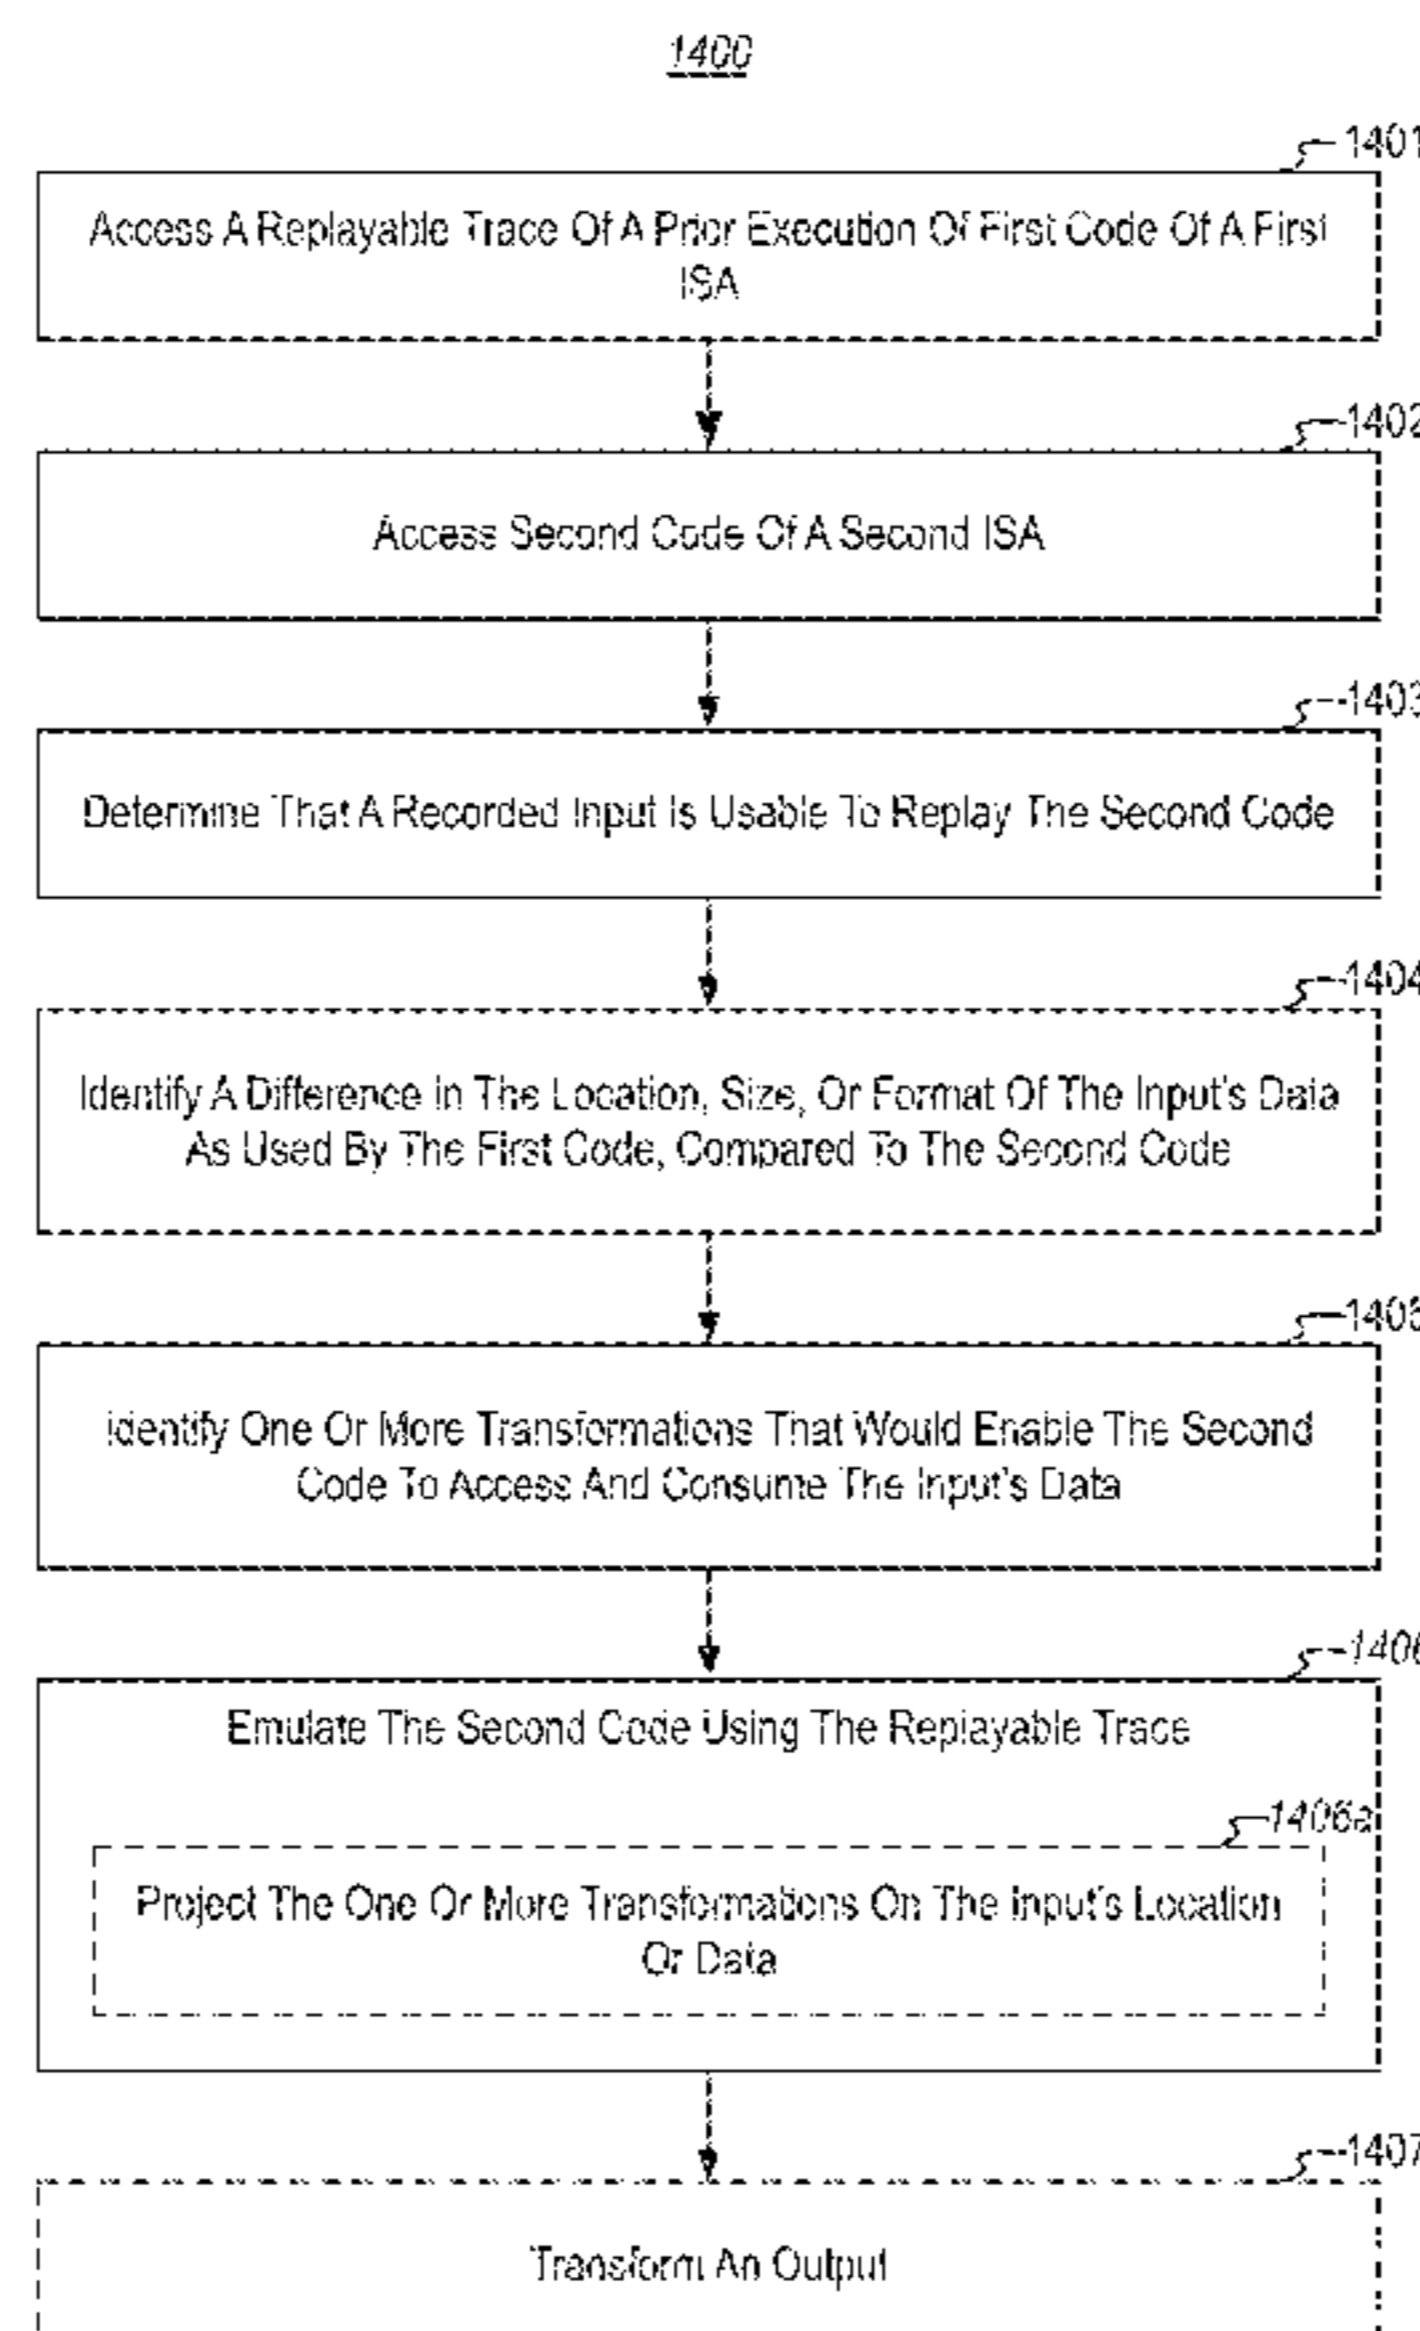 1400
1401
Access A Replayable Trace Of A Prior Execution Of First Code Of A First
ISA
1402
Access Second Code Of A Second ISA
1403
Determine That A Recorded Input Is Usable To Replay The Second Code
1404
Identify A Difference In The Location, Size, Or Format Of The Input's Data
As Used By The First Code, Compared To The Second Code
1405
Identify One Or More Transformations That Would Enable The Second
Code To Access And Consume The Input's Data
1406
Emulate The Second Code Using The Replayable Trace
1406a
Project The One Or More Transformations On The Input's Location
Or Data
1407
Transform An Output